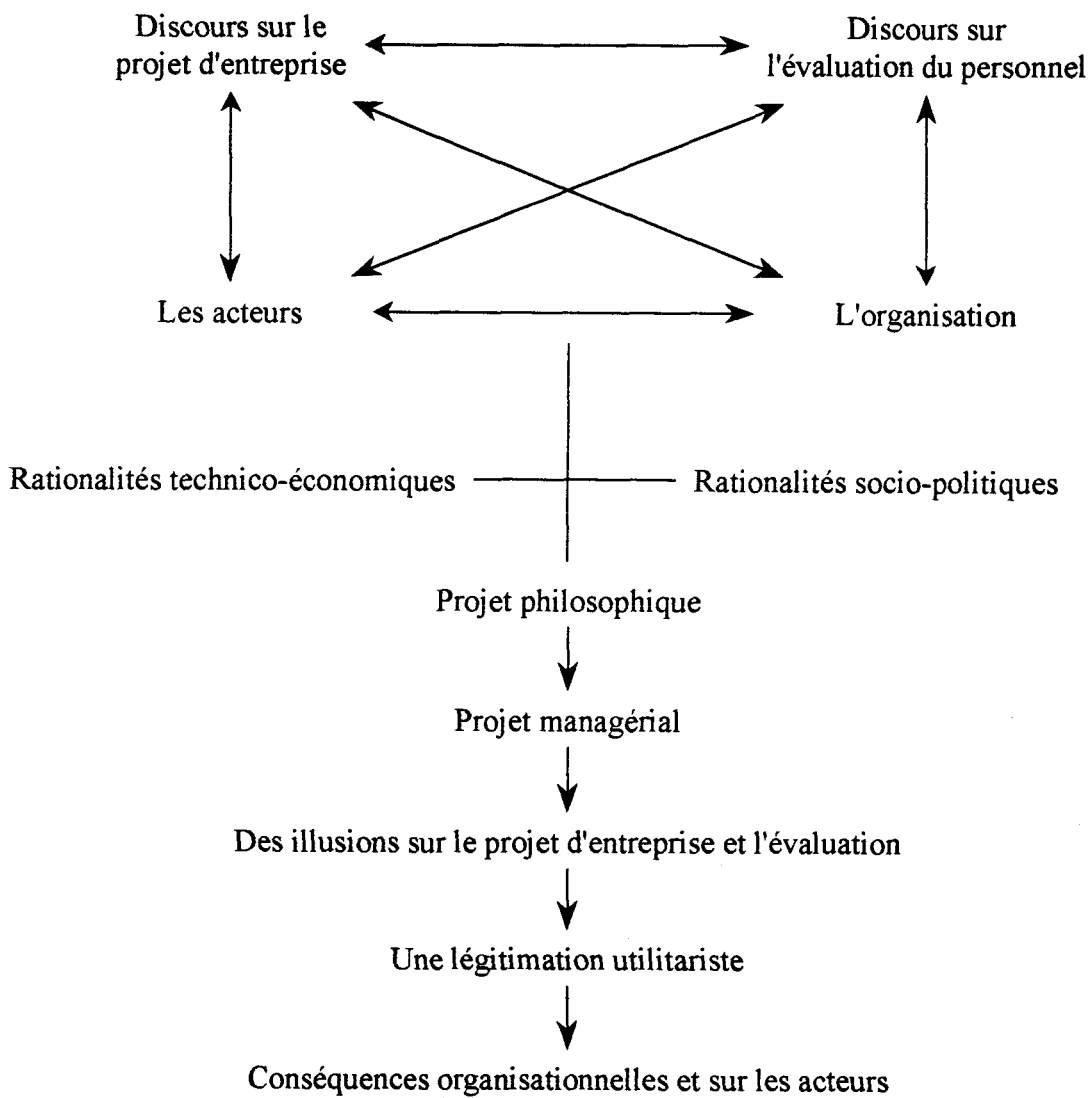 Discours sur le
projet d'entreprise
Discours sur
l'évaluation du personnel
Les acteurs
L'organisation
Rationalités technico-économiques
Rationalités socio-politiques
Projet philosophique
Projet managérial
Des illusions sur le projet d'entreprise et l'évaluation
Une légitimation utilitariste
Conséquences organisationnelles et sur les acteurs